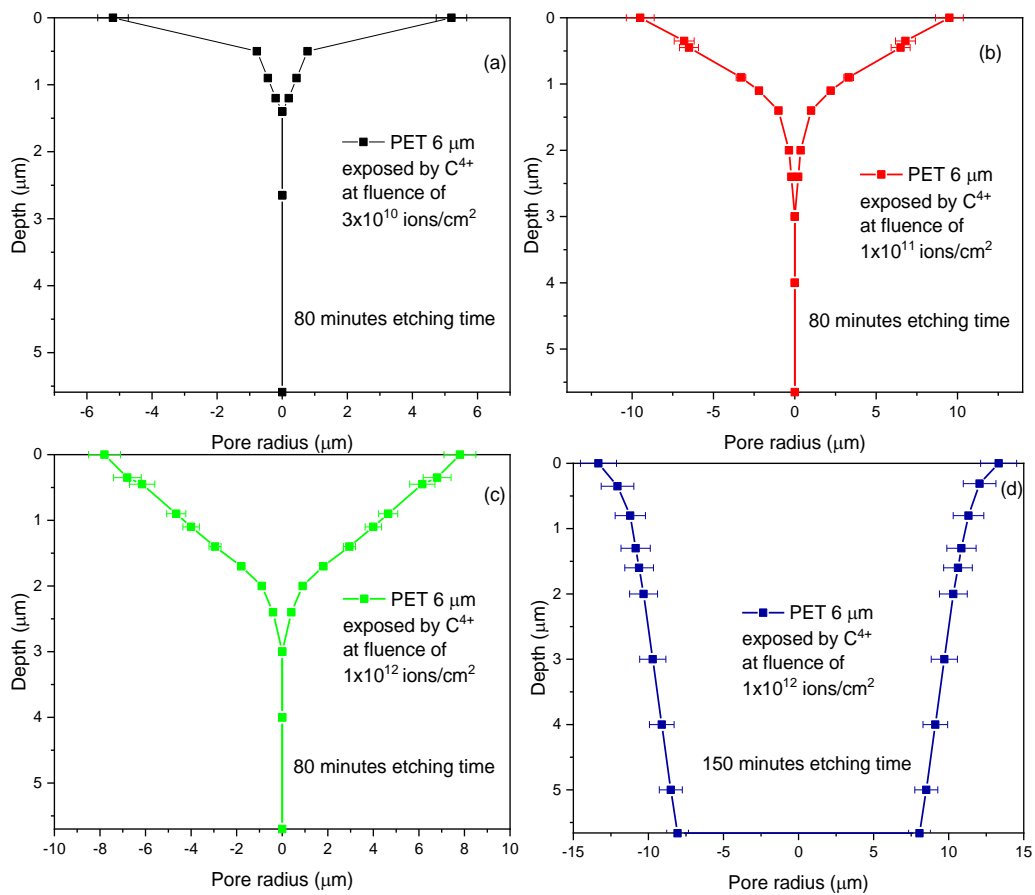 (a)
PET 6 μm
exposed by C⁴⁺
at fluence of
3x10¹⁰ ions/cm²
80 minutes etching time
Depth (μm)
0
1
2
3
4
5
-6
-4
-2
0
2
4
6
Pore radius (μm)
(b)
PET 6 μm
exposed by C⁴⁺
at fluence of
1x10¹¹ ions/cm²
80 minutes etching time
Depth (μm)
0
1
2
3
4
5
-10
-5
0
5
10
Pore radius (μm)
(c)
PET 6 μm
exposed by C⁴⁺
at fluence of
1x10¹² ions/cm²
80 minutes etching time
Depth (μm)
0
1
2
3
4
5
-10
-8
-6
-4
-2
0
2
4
6
8
10
Pore radius (μm)
(d)
PET 6 μm
exposed by C⁴⁺
at fluence of
1x10¹² ions/cm²
150 minutes etching time
Depth (μm)
0
1
2
3
4
5
-15
-10
-5
0
5
10
15
Pore radius (μm)